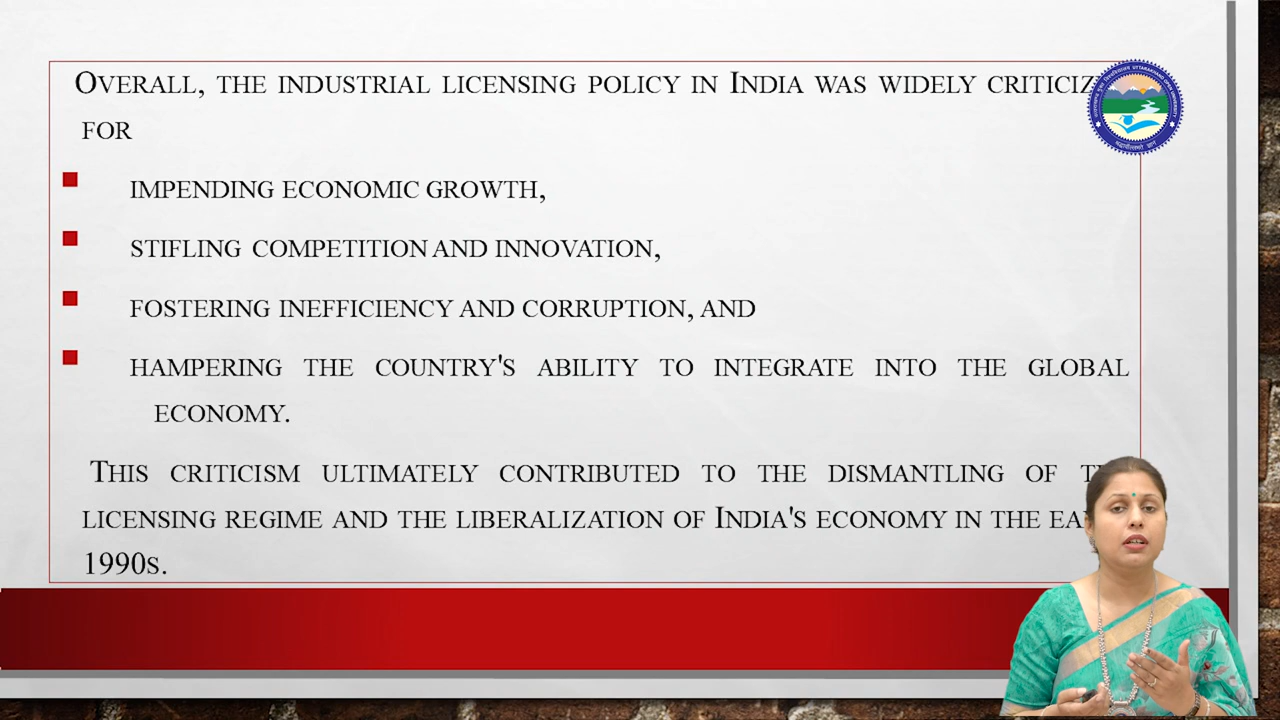 OVERALL, THE INDUSTRIAL LICENSING POLICY IN INDIA WAS WIDELY
FOR
IMPENDING ECONOMIC GROWTH,
STIFLING COMPETITION AND INNOVATION,
FOSTERING INEFFICIENCY AND CORRUPTION, AND
HAMPERING THE COUNTRY'S ABILITY TO INTEGRATE INTO THE GLOBAL
ECONOMY.
THIS CRITICISM ULTIMATELY CONTRIBUTED TO THE DISMANTLING OF
LICENSING REGIME AND THE LIBERALIZATION OF INDIA'S ECONOMY IN THE
1990S.